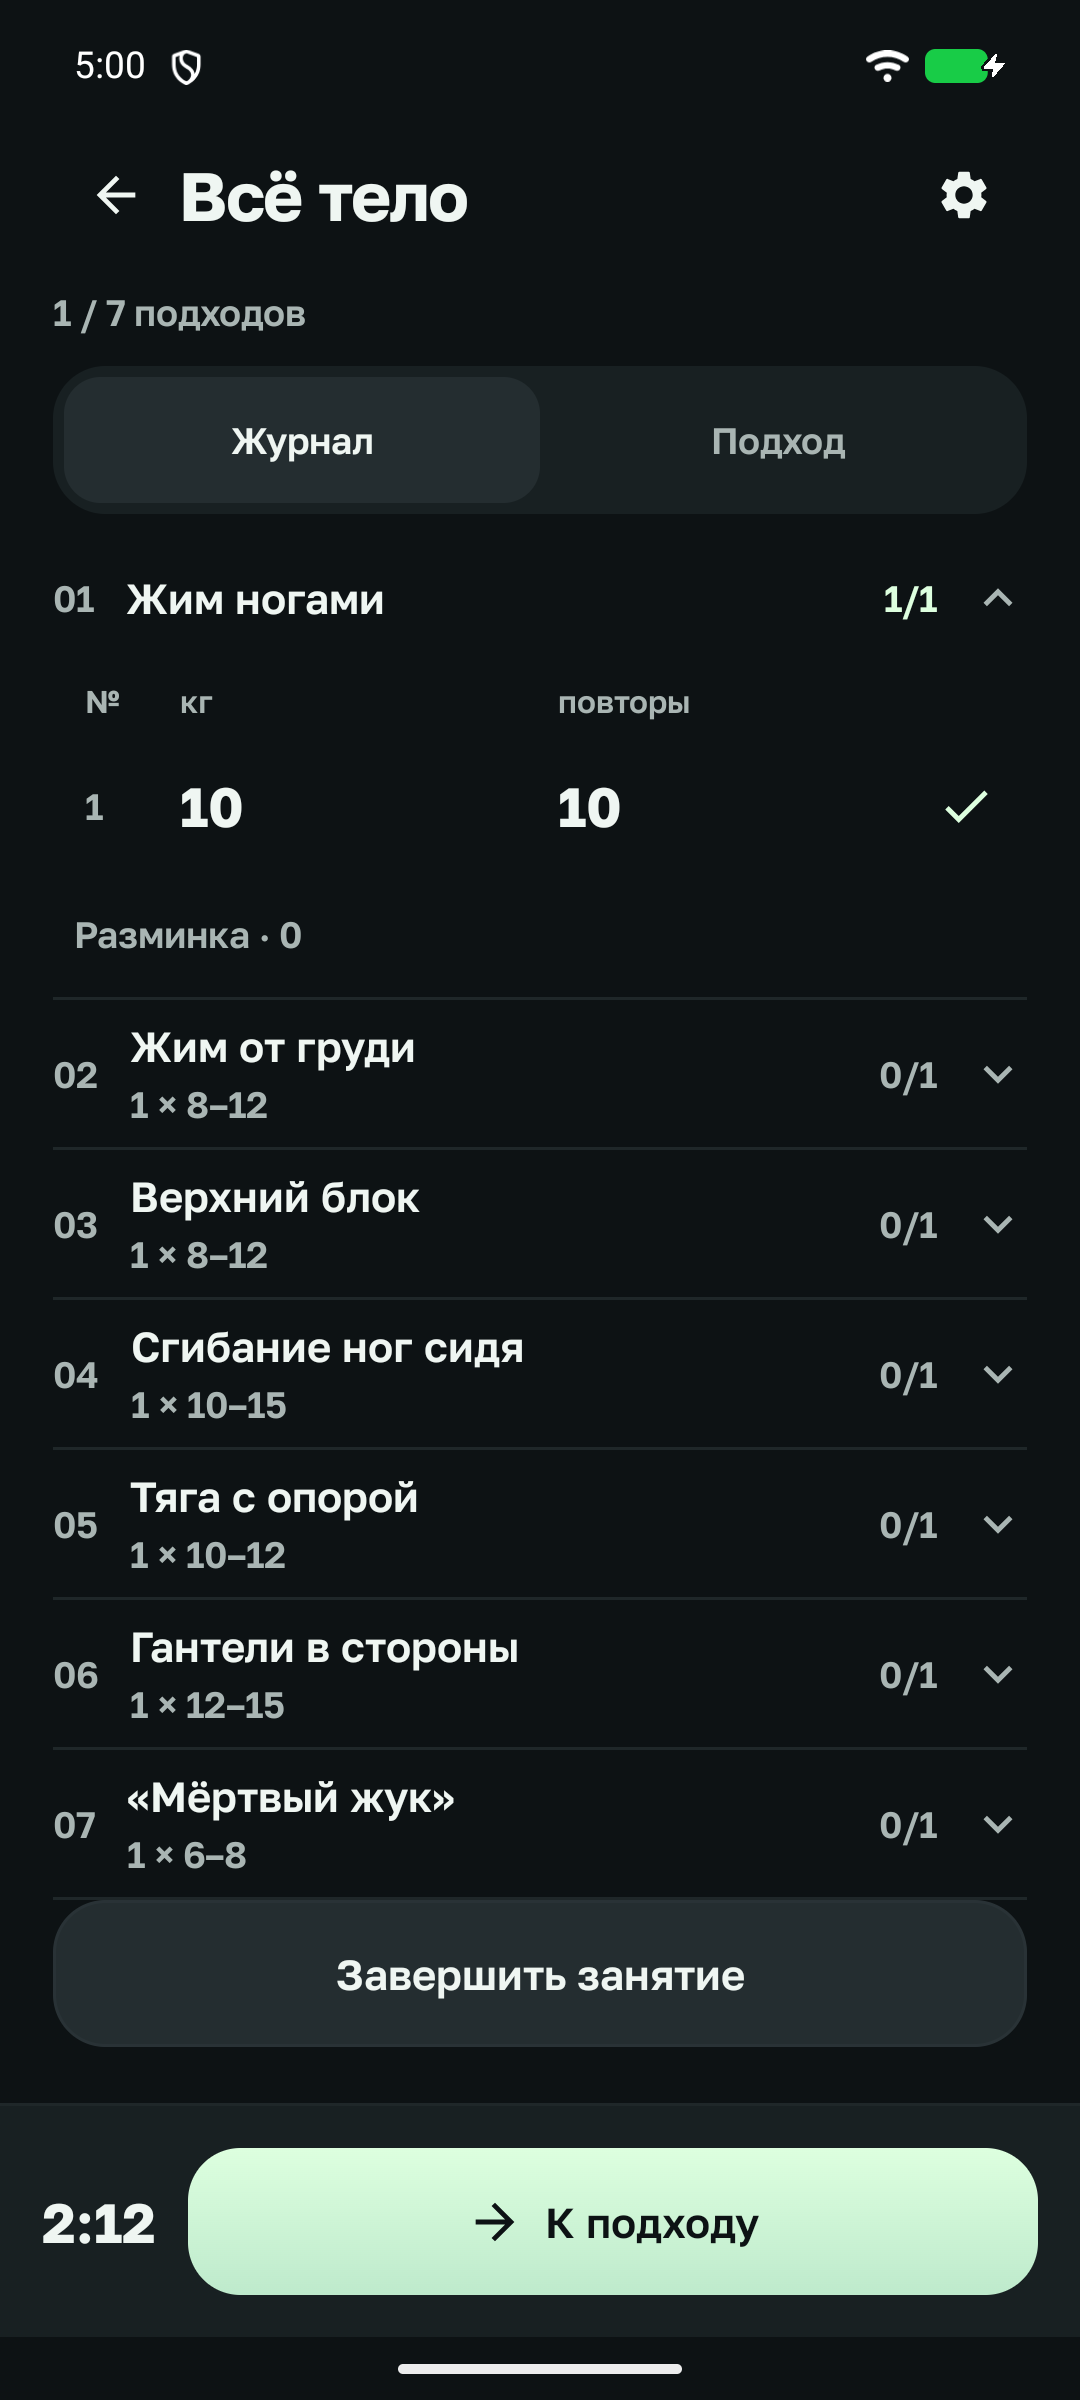 5:00
Всё тело
1 / 7 подходов
Журнал Подход
01 Жим ногами 1/1
№ кг повторы
1 10 10
Разминка · 0
02 Жим от груди 0/1
1 × 8–12
03 Верхний блок 0/1
1 × 8–12
04 Сгибание ног сидя 0/1
1 × 10–15
05 Тяга с опорой 0/1
1 × 10–12
06 Гантели в стороны 0/1
1 × 12–15
07 «Мёртвый жук» 0/1
1 × 6–8
Завершить занятие
2:12 К подходу